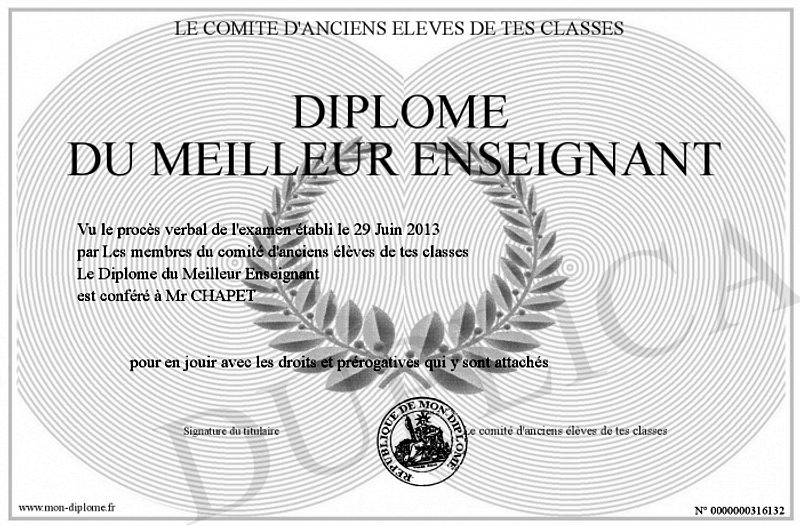 LE COMITE D'ANCIENS ELEVES DE TES CLASSES
DIPLOME
DU MEILLEUR ENSEIGNANT
Vu le procès verbal de l'examen établi le 29 Juin 2013
par Les membres du comité d'anciens élèves de tes classes
Le Diplome du Meilleur Enseignant
est conféré à Mr CHAPET
pour en jouir avec les droits et prérogatives qui y sont attachés
Signature du titulaire
Le comité d'anciens élèves de tes classes
REPUBLIQUE DE MON-DIPLOME
www.mon-diplome.fr
N° 0000000316132
DUPLICATA